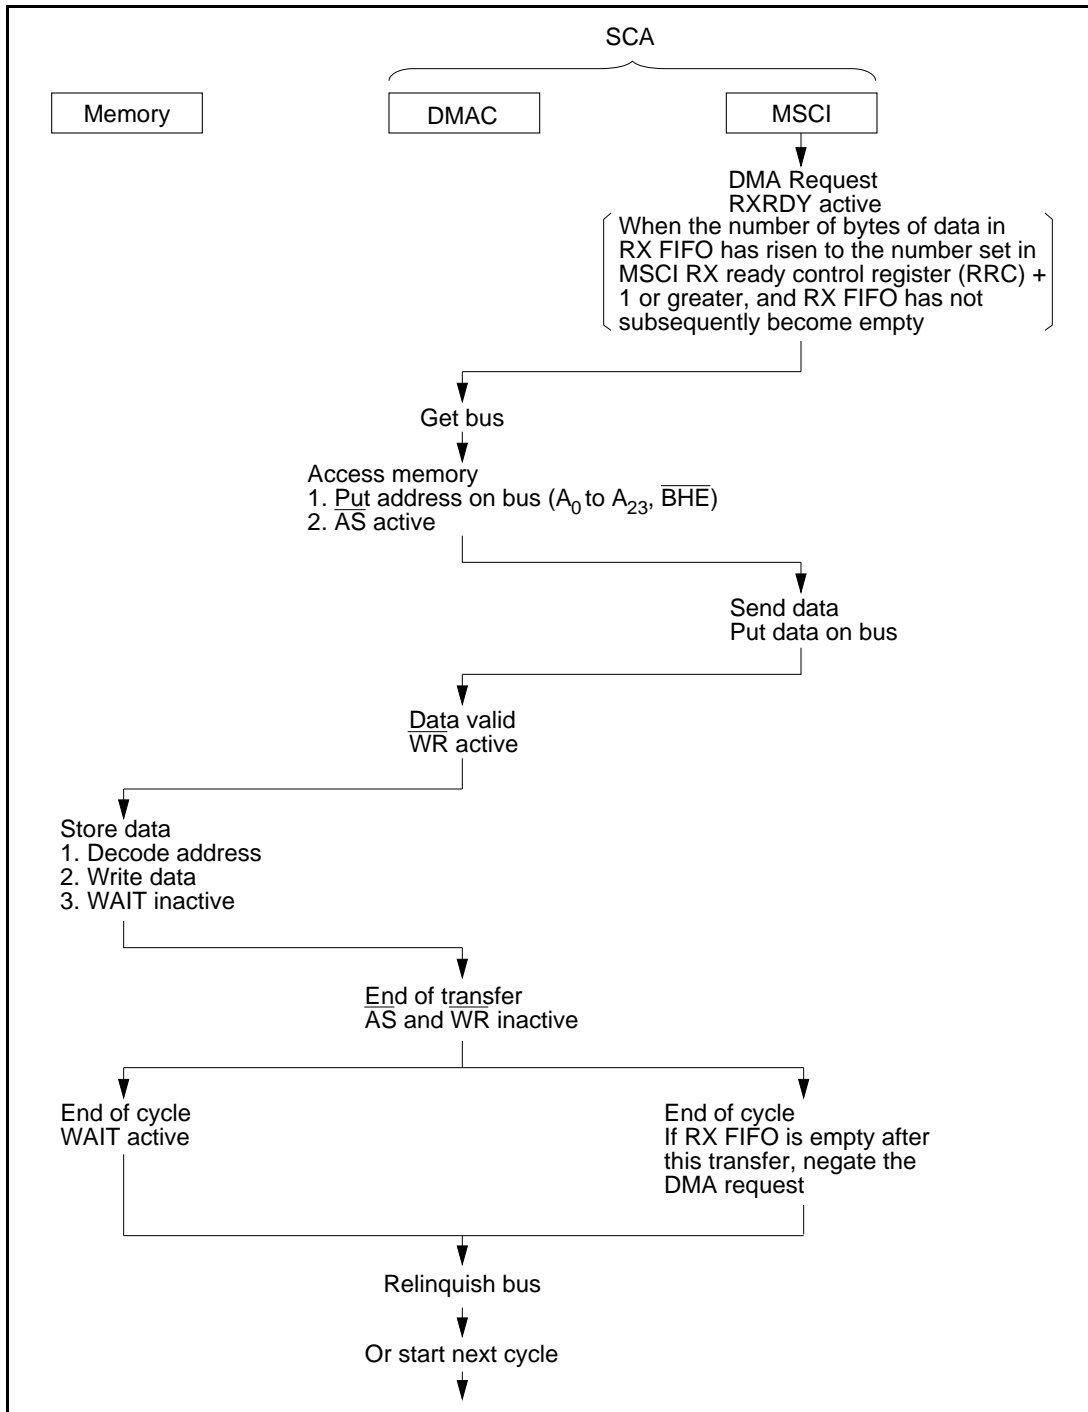 SCA
Memory
DMAC
MSCI
DMA Request
RXRDY active
When the number of bytes of data in
RX FIFO has risen to the number set in
MSCI RX ready control register (RRC) +
1 or greater, and RX FIFO has not
subsequently become empty
Get bus
Access memory
1. Put address on bus (A₀ to A₂₃, B̅H̅E̅)
2. A̅S̅ active
Send data
Put data on bus
Data valid
W̅R̅ active
Store data
1. Decode address
2. Write data
3. WAIT inactive
End of transfer
A̅S̅ and W̅R̅ inactive
End of cycle
WAIT active
End of cycle
If RX FIFO is empty after
this transfer, negate the
DMA request
Relinquish bus
Or start next cycle